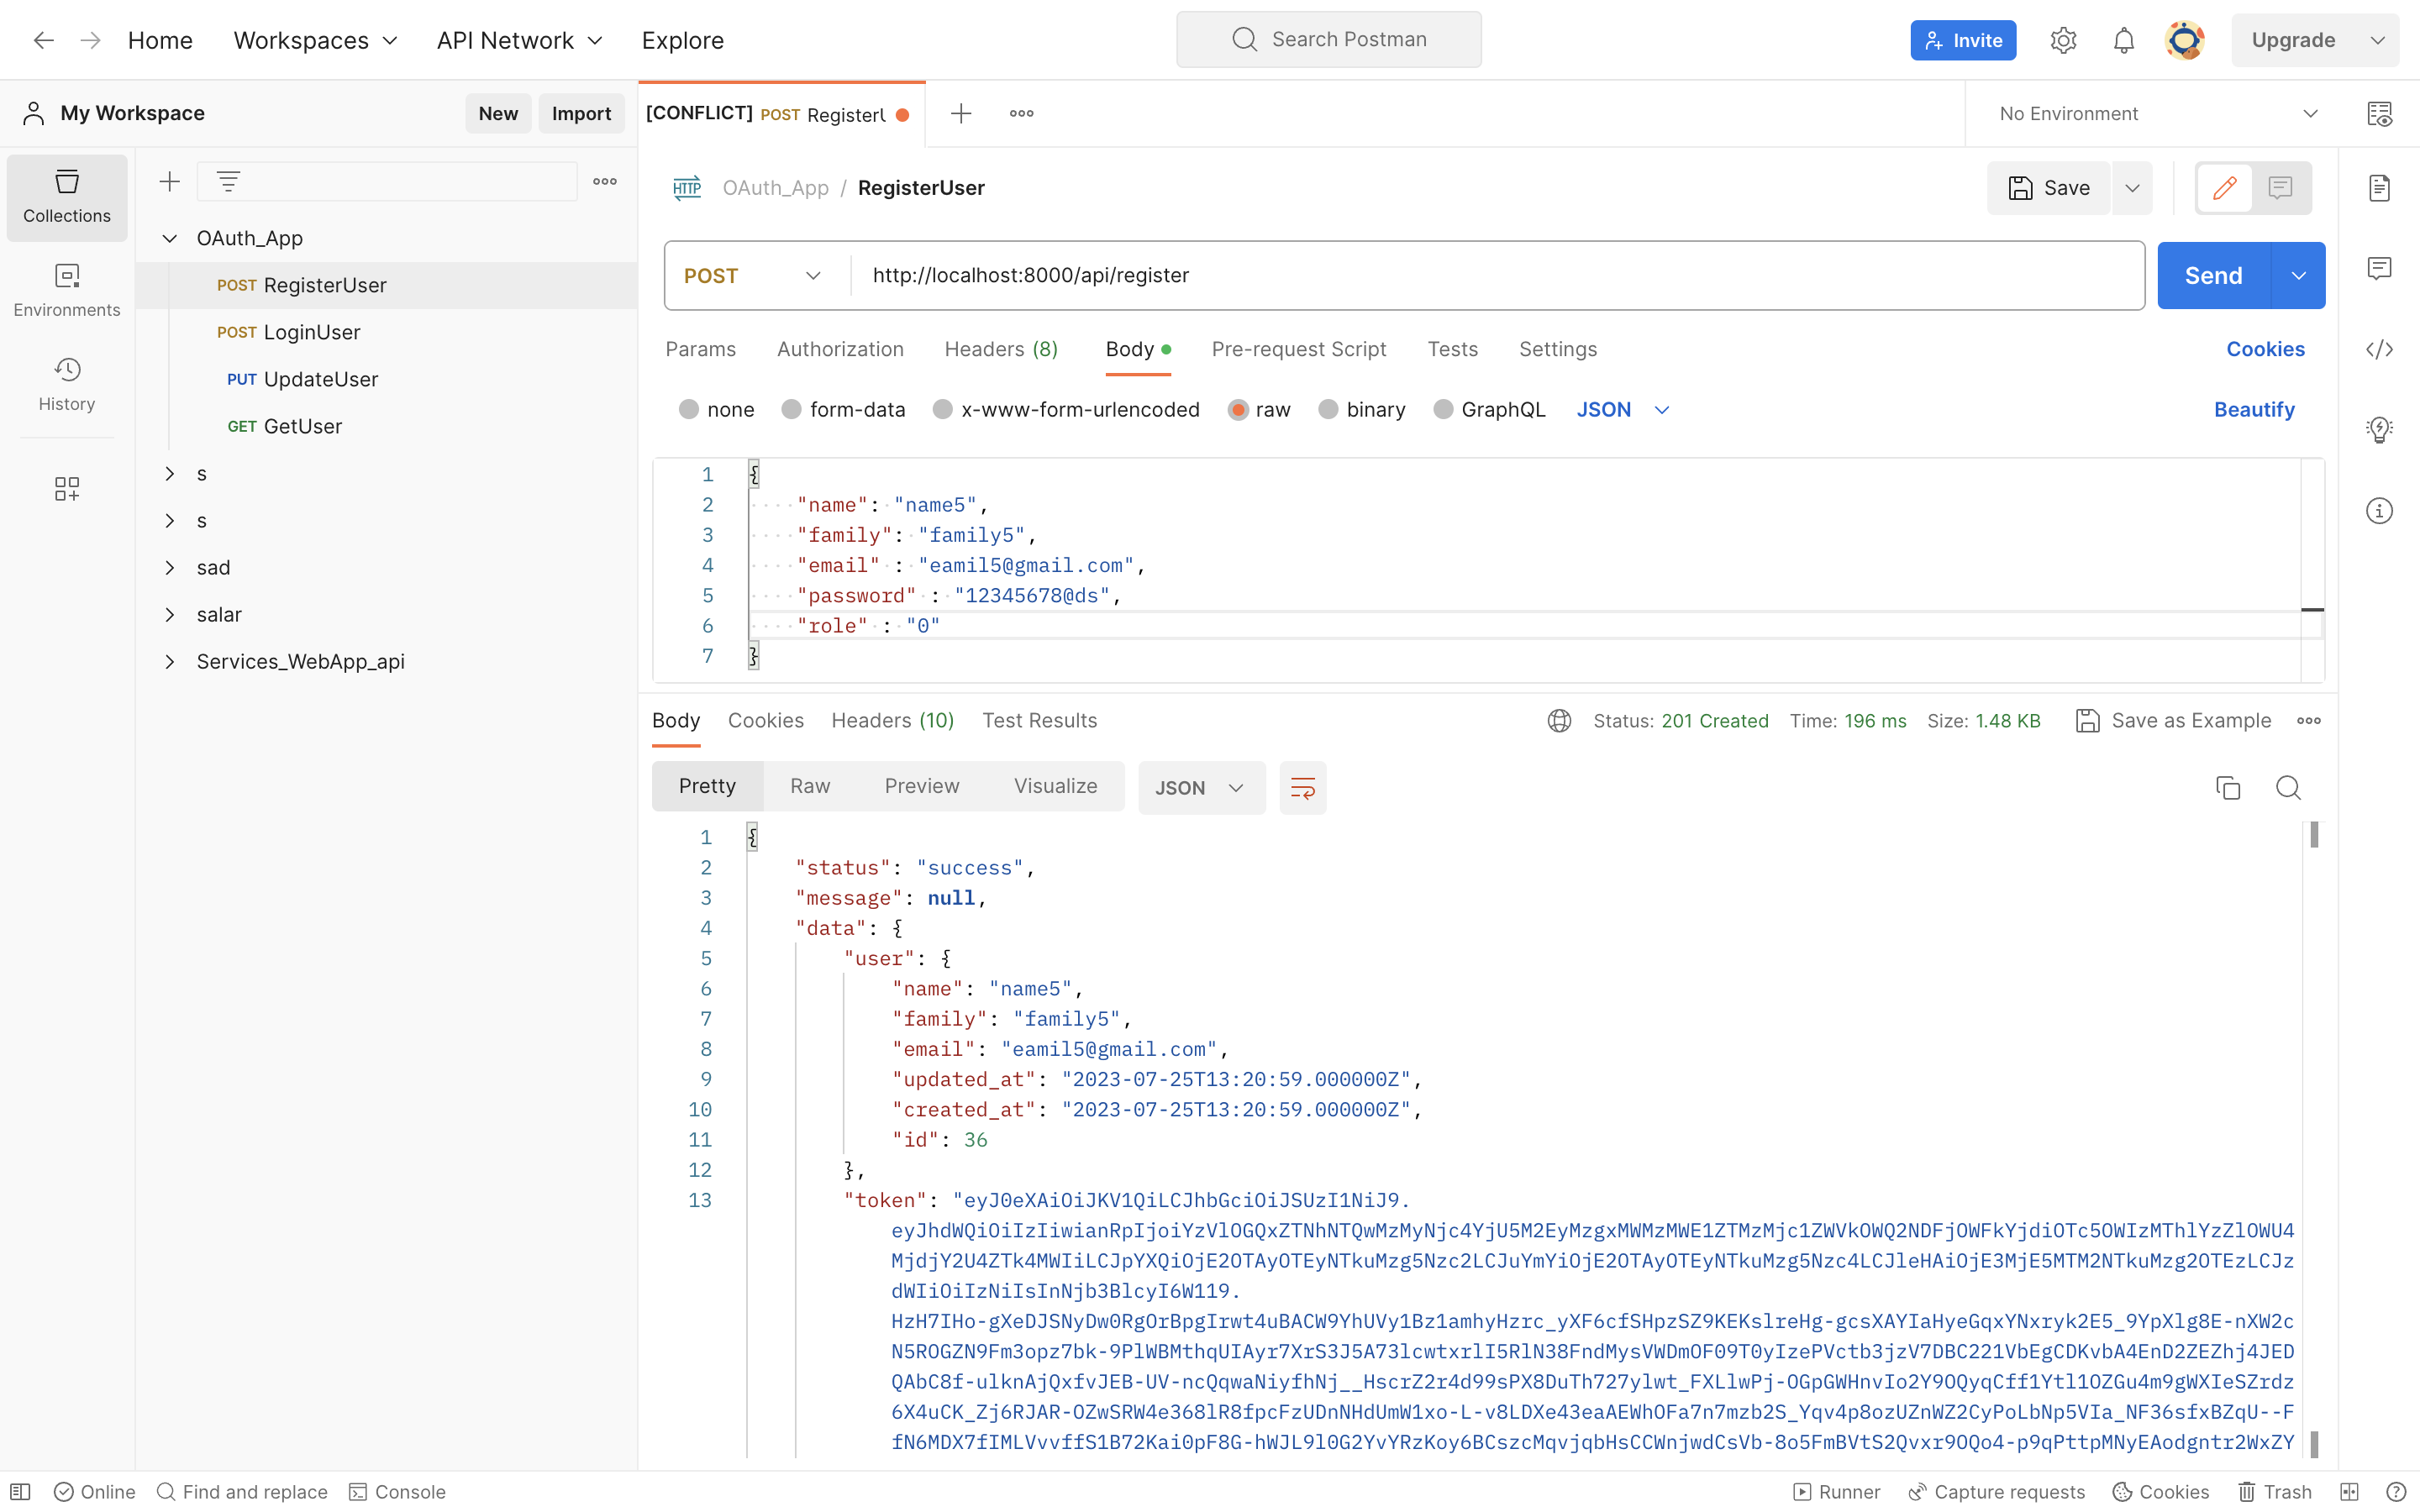 Home Workspaces API Network Explore Search Postman Invite Upgrade
My Workspace New Import [CONFLICT] POST RegisterU No Environment
Collections
Environments
History
OAuth_App
POST RegisterUser
POST LoginUser
PUT UpdateUser
GET GetUser
s
s
sad
salar
Services_WebApp_api
HTTP OAuth_App / RegisterUser Save
POST http://localhost:8000/api/register Send
Params Authorization Headers (8) Body Pre-request Script Tests Settings Cookies
none form-data x-www-form-urlencoded raw binary GraphQL JSON Beautify
1 {
2 "name": "name5",
3 "family": "family5",
4 "email" : "eamil5@gmail.com",
5 "password" : "12345678@ds",
6 "role" : "0"
7 }
Body Cookies Headers (10) Test Results Status: 201 Created Time: 196 ms Size: 1.48 KB Save as Example
Pretty Raw Preview Visualize JSON
1 {
2 "status": "success",
3 "message": null,
4 "data": {
5 "user": {
6 "name": "name5",
7 "family": "family5",
8 "email": "eamil5@gmail.com",
9 "updated_at": "2023-07-25T13:20:59.000000Z",
10 "created_at": "2023-07-25T13:20:59.000000Z",
11 "id": 36
12 },
13 "token": "eyJ0eXAiOiJKV1QiLCJhbGciOiJSUzI1NiJ9.
eyJhdWQiOiIzIiwianRpIjoiYzVlOGQxZTNhNTQwMzMyNjc4YjU5M2EyMzgxMWMzMWE1ZTMzMjc1ZWVkOWQ2NDFjOWFkYjdiOTc5OWIzMThlYzZlOWU4
MjdjY2U4ZTk4MWIiLCJpYXQiOjE2OTAyOTEyNTkuMzg5Nzc2LCJuYmYiOjE2OTAyOTEyNTkuMzg5Nzc4LCJleHAiOjE3MjE5MTM2NTkuMzg2OTEzLCJz
dWIiOiIzNiIsInNjb3BlcyI6W119.
HzH7IHo-gXeDJSNyDw0RgOrBpgIrwt4uBACW9YhUVy1Bz1amhyHzrc_yXF6cfSHpzSZ9KEKslreHg-gcsXAYIaHyeGqxYNxryk2E5_9YpXlg8E-nXW2c
N5ROGZN9Fm3opz7bk-9PlWBMthqUIAyr7XrS3J5A73lcwtxrlI5RlN38FndMysVWDmOF09T0yIzePVctb3jzV7DBC221VbEgCDKvbA4EnD2ZEZhj4JED
QAbC8f-ulknAjQxfvJEB-UV-ncQqwaNiyfhNj__HscrZ2r4d99sPX8DuTh727ylwt_FXLlwPj-OGpGWHnvIo2Y9OQyqCff1Ytl1OZGu4m9gWXIeSZrdz
6X4uCK_Zj6RJAR-OZwSRW4e368lR8fpcFzUDnNHdUmW1xo-L-v8LDXe43eaAEWhOFa7n7mzb2S_Yqv4p8ozUZnWZ2CyPoLbNp5VIa_NF36sfxBZqU--F
fN6MDX7fIMLVvvffS1B72Kai0pF8G-hWJL9l0G2YvYRzKoy6BCszcMqvjqbHsCCWnjwdCsVb-8o5FmBVtS2Qvxr9OQo4-p9qPttpMNyEAodgntr2WxZY
Online Find and replace Console Runner Capture requests Cookies Trash